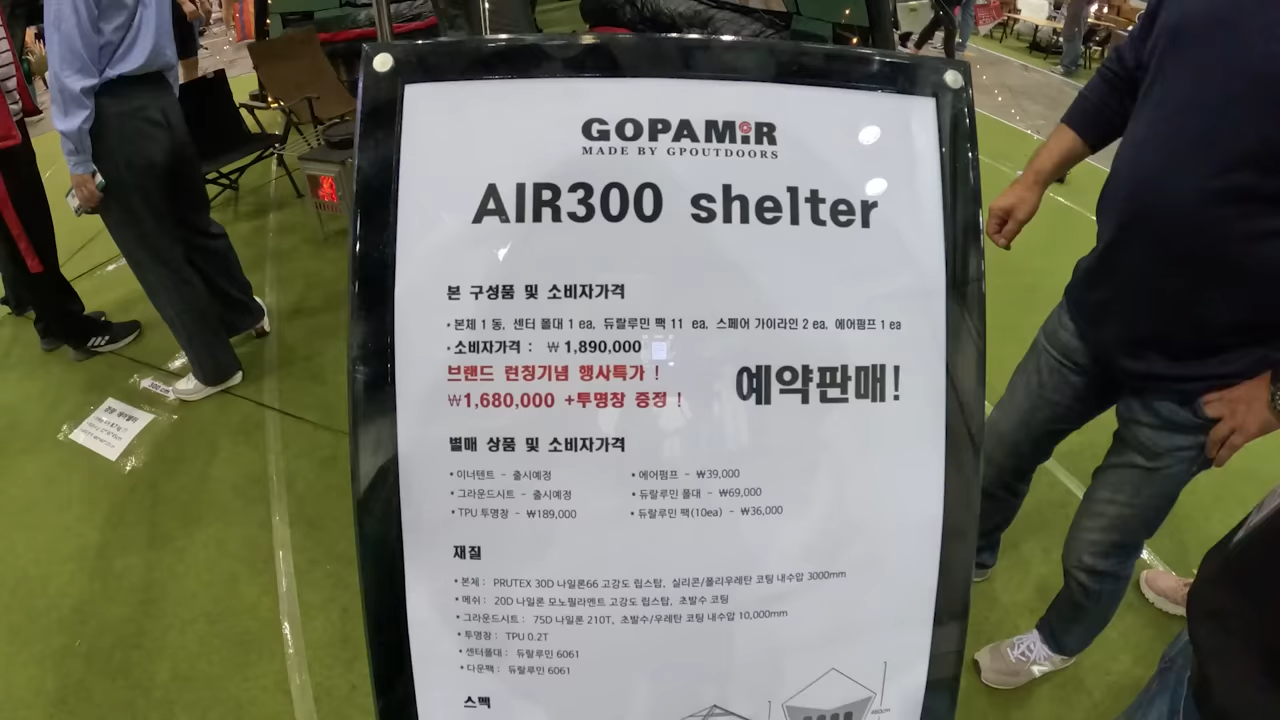 GOPAMIR
MADE BY GPOUTDOORS
AIR300 shelter
본 구성품 및 소비자가격
• 본체 1 동, 센터 폴대 1 ea, 듀랄루민 팩 11 ea, 스페어 가이라인 2 ea, 에어펌프 1 ea
• 소비자가격 : ₩ 1,890,000
브랜드 런칭기념 행사특가 !
₩1,680,000 +투명창 증정 !
예약판매!
별매 상품 및 소비자가격
• 이너텐트 - 출시예정
• 에어펌프 - ₩39,000
• 그라운드시트 - 출시예정
• 듀랄루민 폴대 - ₩69,000
• TPU 투명창 - ₩189,000
• 듀랄루민 팩(10ea) - ₩36,000
재질
• 본체 : PRUTEX 30D 나일론66 고강도 립스탑, 실리콘/폴리우레탄 코팅 내수압 3000mm
• 메쉬 : 20D 나일론 모노필라멘트 고강도 립스탑, 초발수 코팅
• 그라운드시트 : 75D 나일론 210T, 초발수/우레탄 코팅 내수압 10,000mm
• 투명창 : TPU 0.2T
• 센터폴대 : 듀랄루민 6061
• 다운팩 : 듀랄루민 6061
스펙